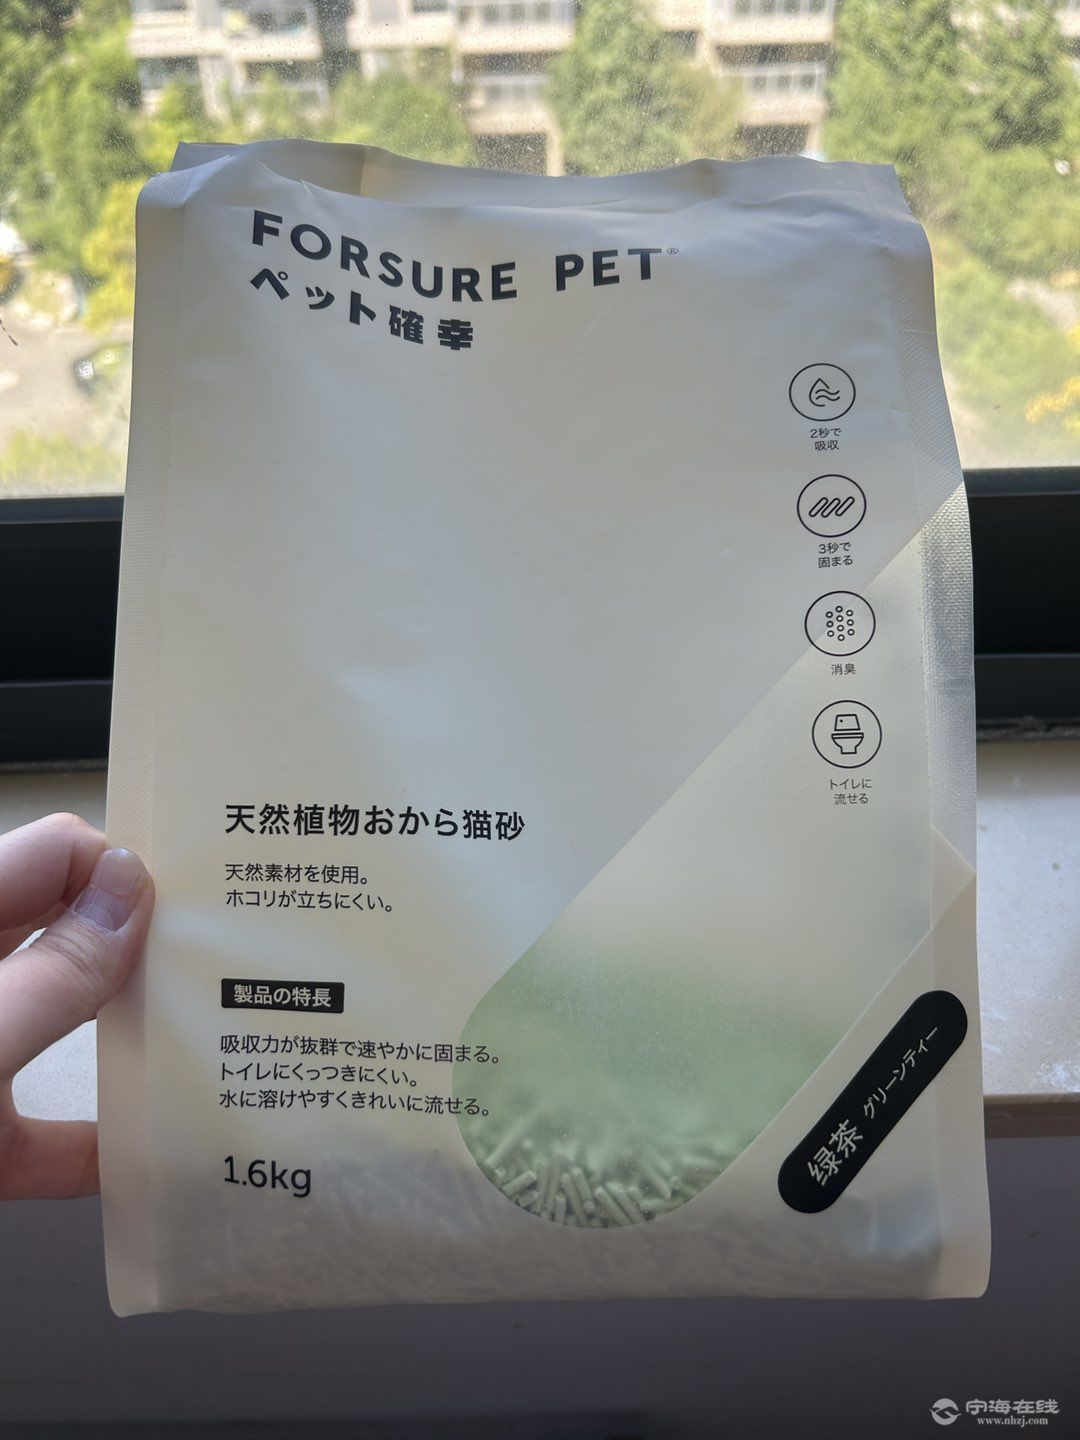 FORSURE PET®
ペット確幸
2秒で
吸収
3秒で
固まる
消臭
トイレに
流せる
天然植物おから猫砂
天然素材を使用。
ホコリが立ちにくい。
製品の特長
吸収力が抜群で速やかに固まる。
トイレにくっつきにくい。
水に溶けやすくきれいに流せる。
1.6kg
绿茶 グリーンティー
宁海在线
www.nhzj.com